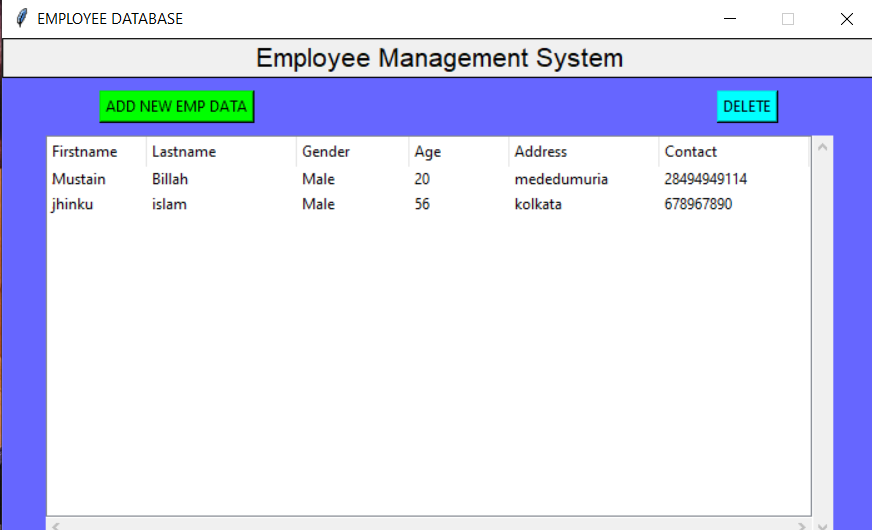 EMPLOYEE DATABASE
Employee Management System
ADD NEW EMP DATA DELETE
Firstname Lastname Gender Age Address Contact
Mustain Billah Male 20 mededumuria 28494949114
jhinku islam Male 56 kolkata 678967890